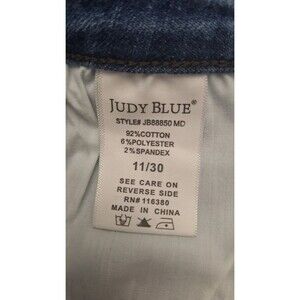 JUDY BLUE®
STYLE# JB88850 MD
92%COTTON
6%POLYESTER
2%SPANDEX
11/30
SEE CARE ON
REVERSE SIDE
RN# 116380
MADE IN CHINA